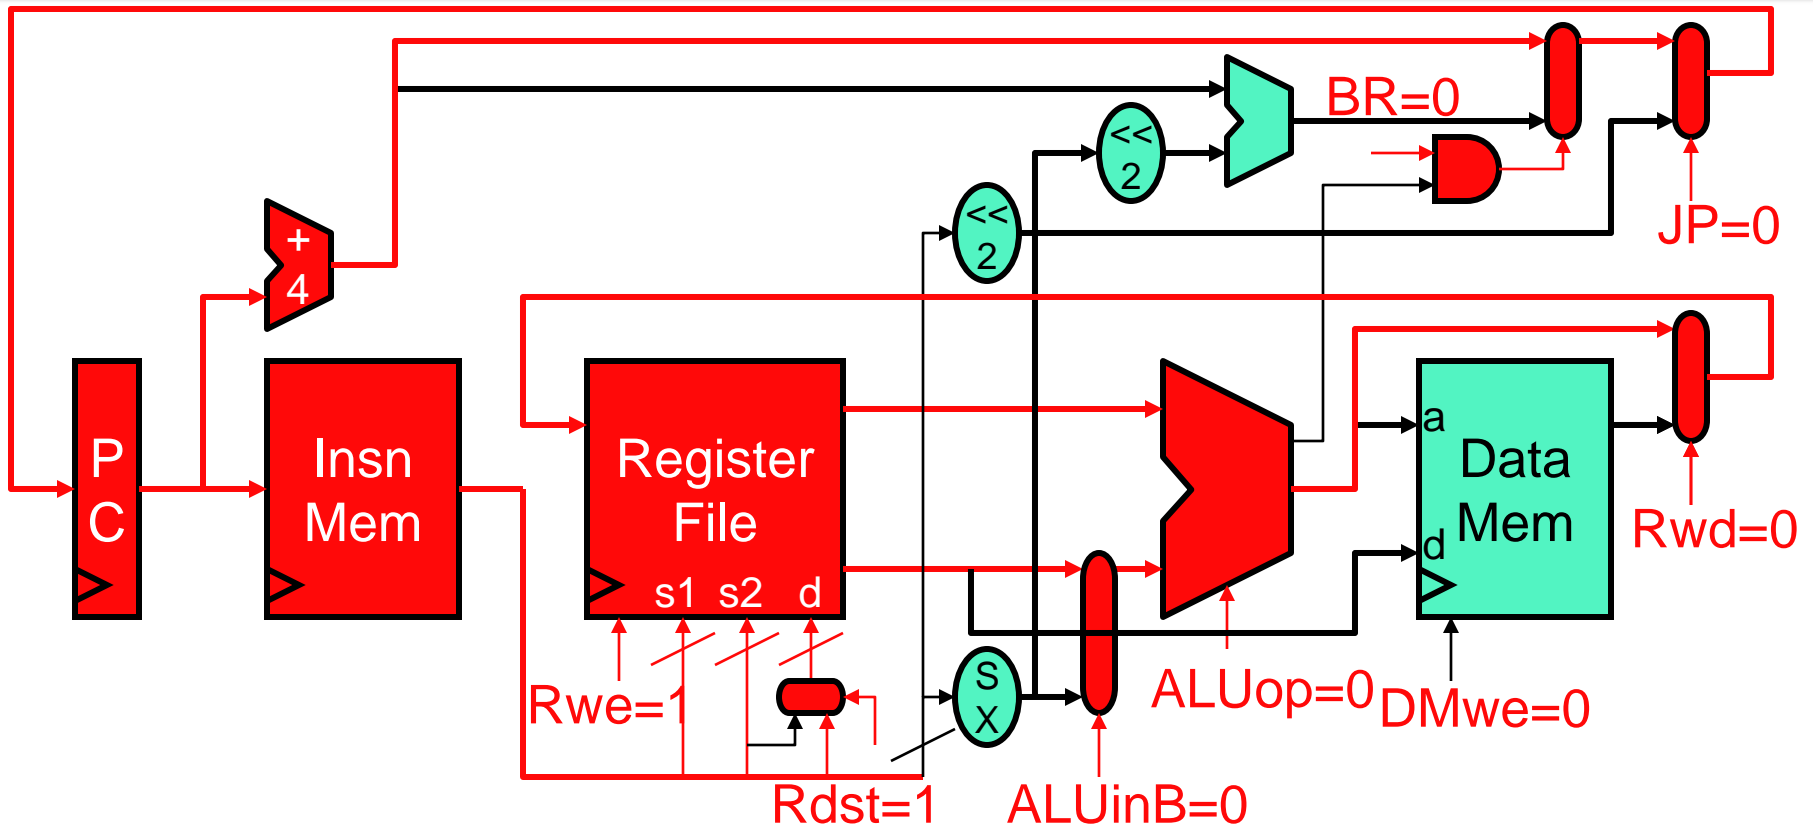 BR=0
<<
2
<<
2
JP=0
+
4
P
C
Insn
Mem
Register
File
s1 s2 d
a
Data
Mem
d
Rwd=0
Rwe=1
S
X
ALUop=0
DMwe=0
Rdst=1
ALUinB=0